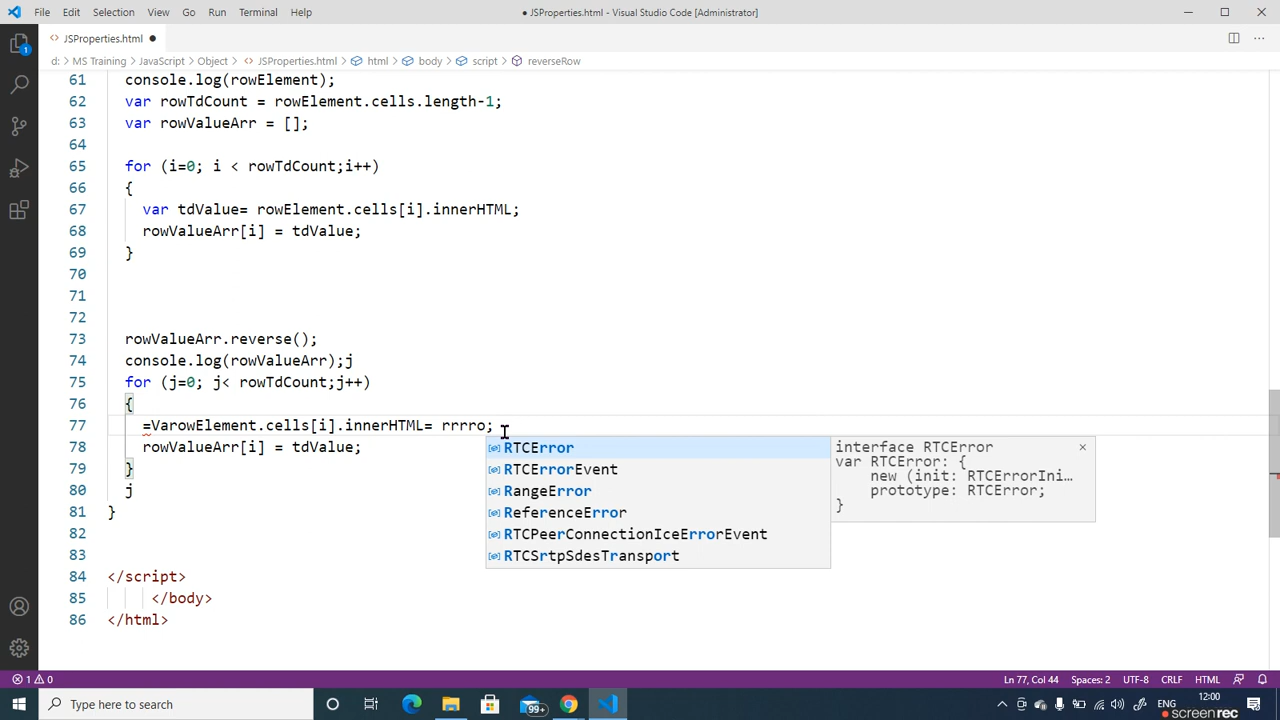 File Edit Selection View Go Run Terminal Help
● JSProperties.html - Visual Studio Code [Administrator]
JSProperties.html ●
d: > MS Training > JavaScript > Object > JSProperties.html > html > body > script > reverseRow
61 console.log(rowElement);
62 var rowTdCount = rowElement.cells.length-1;
63 var rowValueArr = [];
64
65 for (i=0; i < rowTdCount;i++)
66 {
67 var tdValue= rowElement.cells[i].innerHTML;
68 rowValueArr[i] = tdValue;
69 }
70
71
72
73 rowValueArr.reverse();
74 console.log(rowValueArr);j
75 for (j=0; j< rowTdCount;j++)
76 {
77 =VarowElement.cells[i].innerHTML= rrrro;
78 rowValueArr[i] = tdValue;
79 }
80 j
81 }
82
83
84 </script>
85 </body>
86 </html>
RTCError
RTCErrorEvent
RangeError
ReferenceError
RTCPeerConnectionIceErrorEvent
RTCSrtpSdesTransport
interface RTCError
var RTCError: {
new (init: RTCErrorIni…
prototype: RTCError;
}
1
1 0
Ln 77, Col 44 Spaces: 2 UTF-8 CRLF HTML
Type here to search
99+
ENG
12:00
screenrec